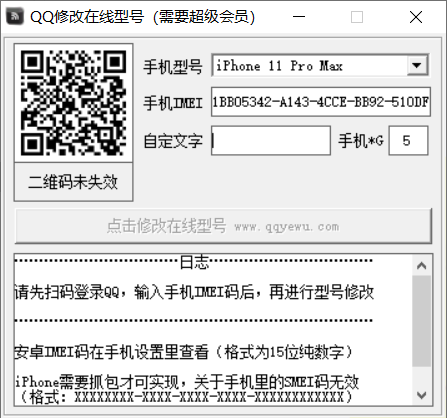 QQ修改在线型号（需要超级会员）
手机型号 iPhone 11 Pro Max
手机IMEI 1BB05342-A143-4CCE-BB92-510DF
自定义文字 手机*G 5
二维码未失效
点击修改在线型号 www.qqyewu.com
日志
请先扫码登录QQ，输入手机IMEI码后，再进行型号修改
安卓IMEI码在手机设置里查看（格式为15位纯数字）
iPhone需要抓包才可实现，关于手机里的SMEI码无效
（格式：XXXXXXXX-XXXX-XXXX-XXXX-XXXXXXXXXXXX）